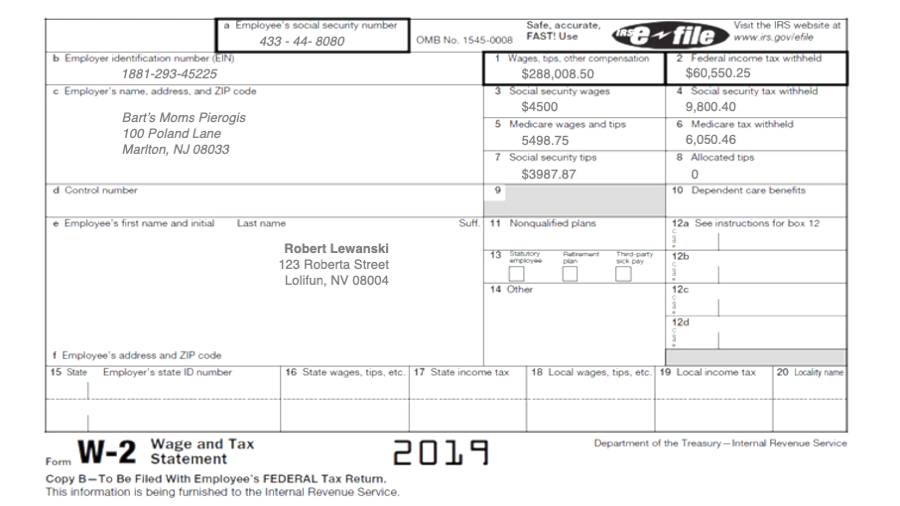 a Employee's social security number
433 - 44- 8080
OMB No. 1545-0008
Safe, accurate,
FAST! Use
IRS e~file
Visit the IRS website at
www.irs.gov/efile
b Employer identification number (EIN)
1881-293-45225
1 Wages, tips, other compensation
$288,008.50
2 Federal income tax withheld
$60,550.25
c Employer's name, address, and ZIP code
Bart's Moms Pierogis
100 Poland Lane
Marlton, NJ 08033
3 Social security wages
$4500
4 Social security tax withheld
9,800.40
5 Medicare wages and tips
5498.75
6 Medicare tax withheld
6,050.46
7 Social security tips
$3987.87
8 Allocated tips
0
d Control number
9
10 Dependent care benefits
e Employee's first name and initial Last name Suff.
Robert Lewanski
123 Roberta Street
Lolifun, NV 08004
11 Nonqualified plans
12a See instructions for box 12
Code
13 Statutory employee Retirement plan Third-party sick pay
12b
Code
14 Other
12c
Code
12d
Code
f Employee's address and ZIP code
15 State Employer's state ID number
16 State wages, tips, etc.
17 State income tax
18 Local wages, tips, etc.
19 Local income tax
20 Locality name
Form W-2 Wage and Tax
Statement
2019
Department of the Treasury—Internal Revenue Service
Copy B—To Be Filed With Employee's FEDERAL Tax Return.
This information is being furnished to the Internal Revenue Service.